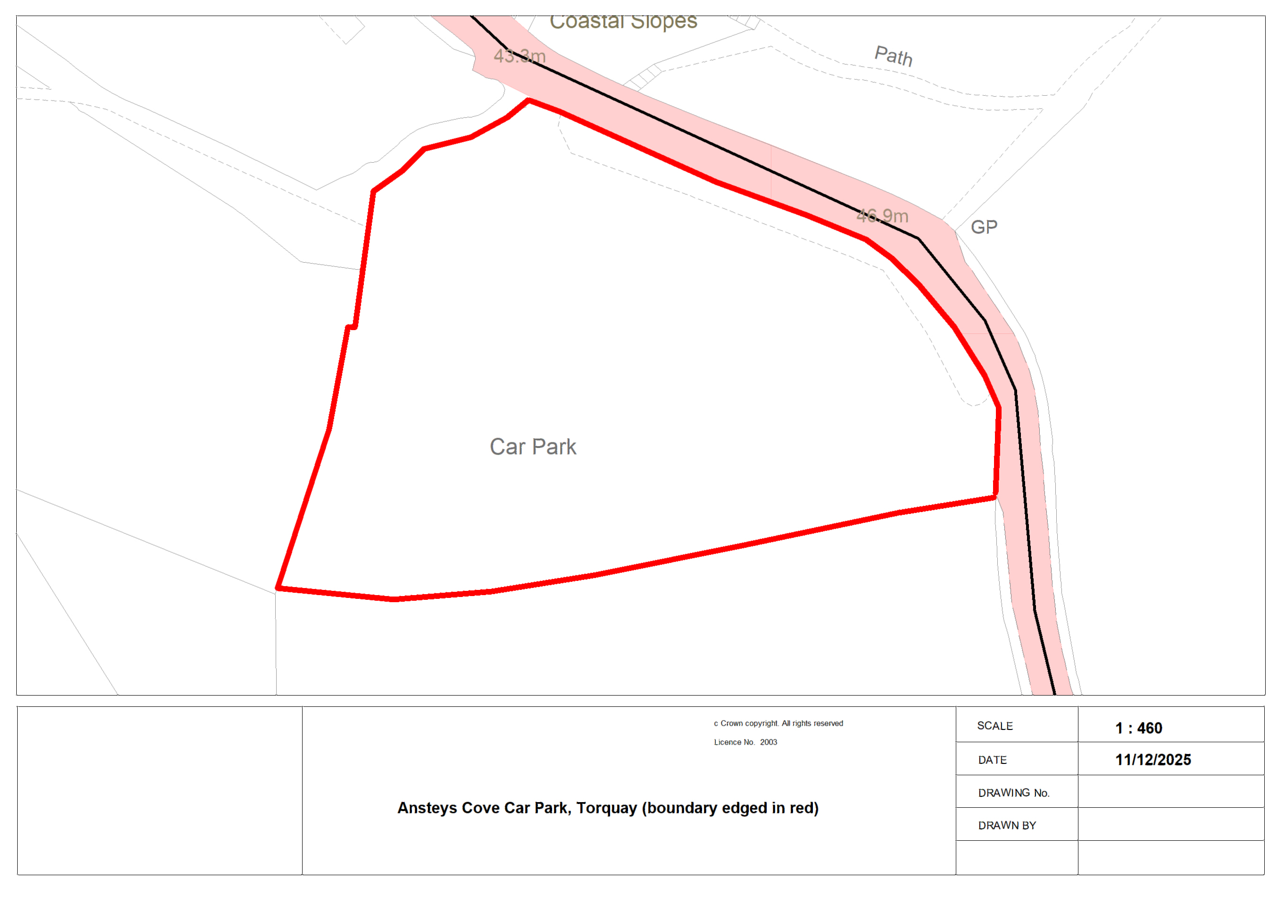 Coastal Slopes
43.3m
Path
46.9m
GP
Car Park
c Crown copyright. All rights reserved
Licence No. 2003
Ansteys Cove Car Park, Torquay (boundary edged in red)
SCALE 1 : 460
DATE 11/12/2025
DRAWING No.
DRAWN BY